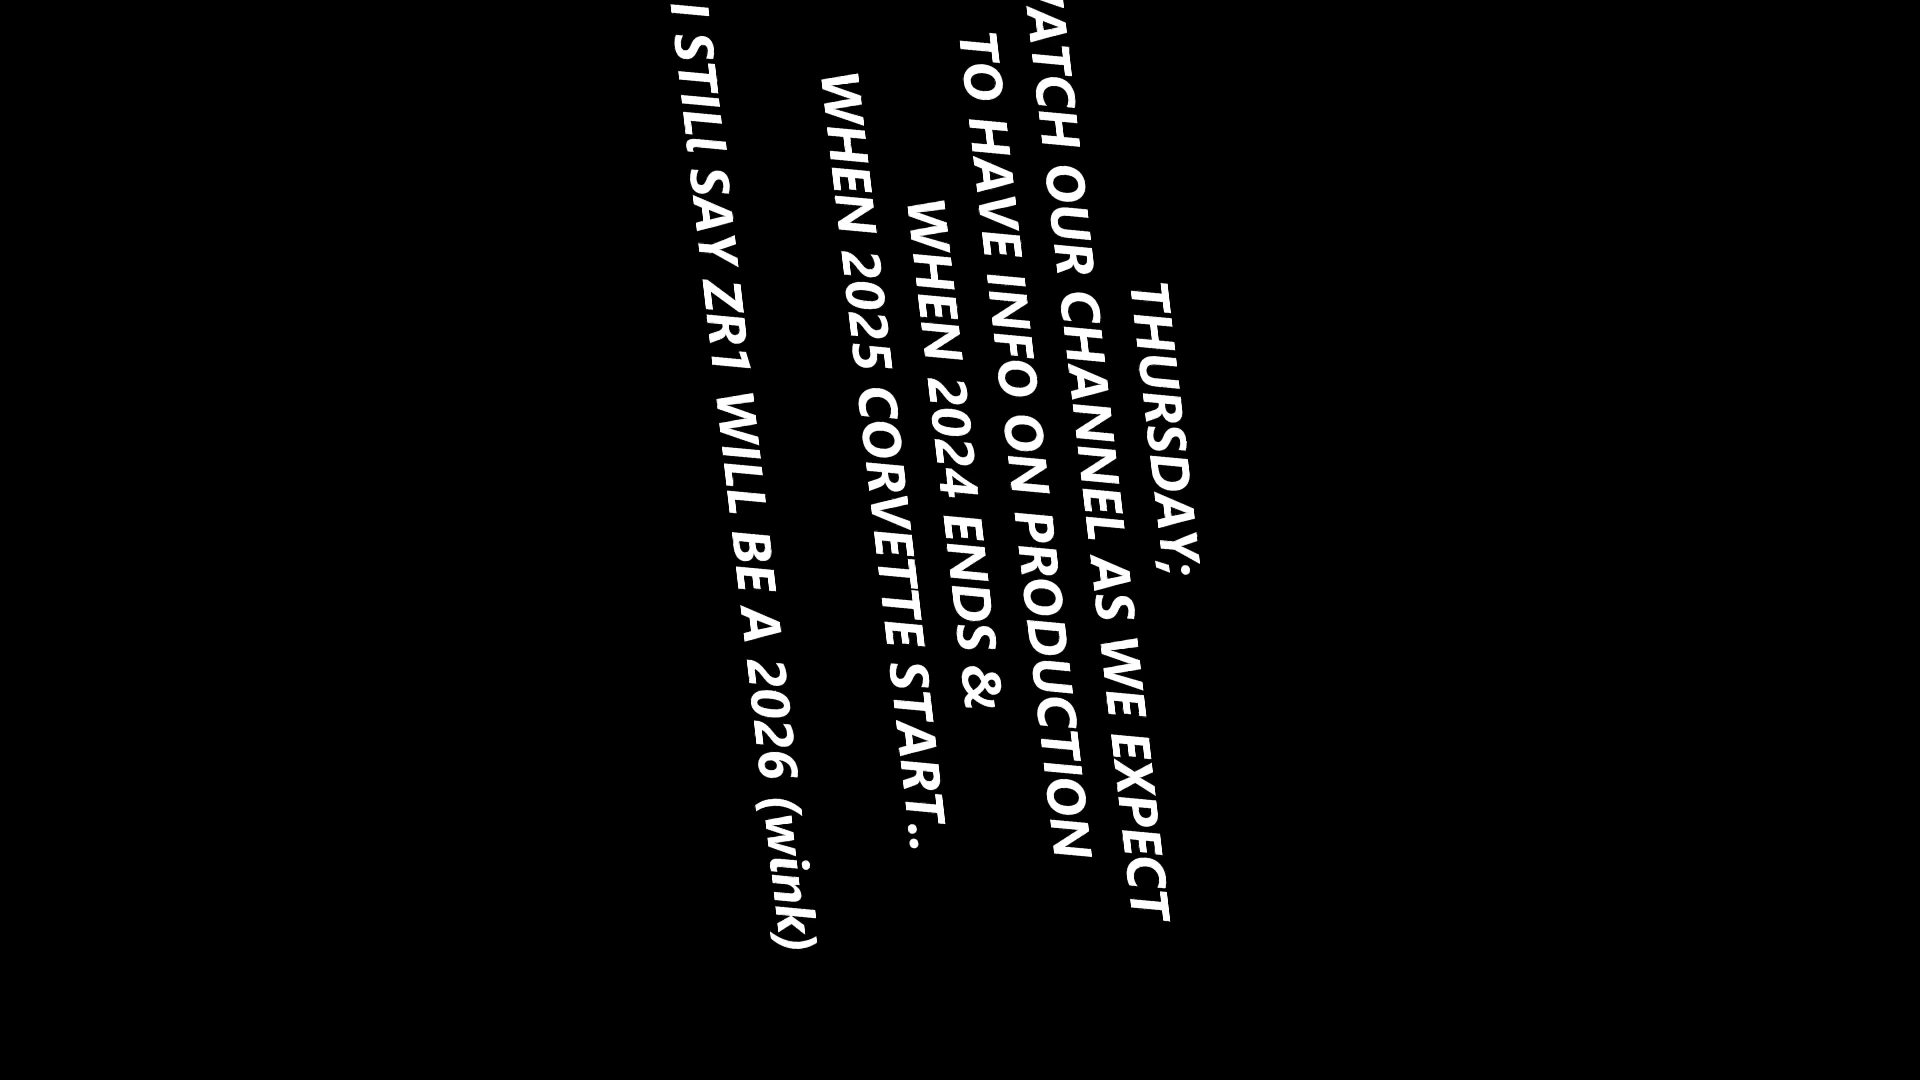 THURSDAY;
WATCH OUR CHANNEL AS WE EXPECT
TO HAVE INFO ON PRODUCTION
WHEN 2024 ENDS &
WHEN 2025 CORVETTE START..
I STILl SAY ZR1 WILL BE A 2026 (wink)